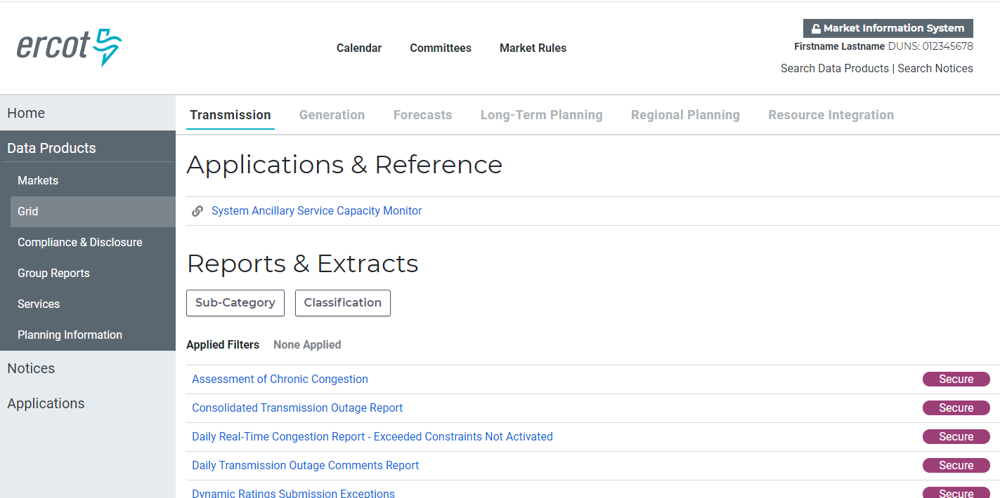 ercot
Calendar Committees Market Rules
Market Information System
Firstname Lastname DUNS: 012345678
Search Data Products | Search Notices
Home
Data Products
Markets
Grid
Compliance & Disclosure
Group Reports
Services
Planning Information
Notices
Applications
Transmission Generation Forecasts Long-Term Planning Regional Planning Resource Integration
Applications & Reference
System Ancillary Service Capacity Monitor
Reports & Extracts
Sub-Category Classification
Applied Filters None Applied
Assessment of Chronic Congestion Secure
Consolidated Transmission Outage Report Secure
Daily Real-Time Congestion Report - Exceeded Constraints Not Activated Secure
Daily Transmission Outage Comments Report Secure
Dynamic Ratings Submission Exceptions Secure